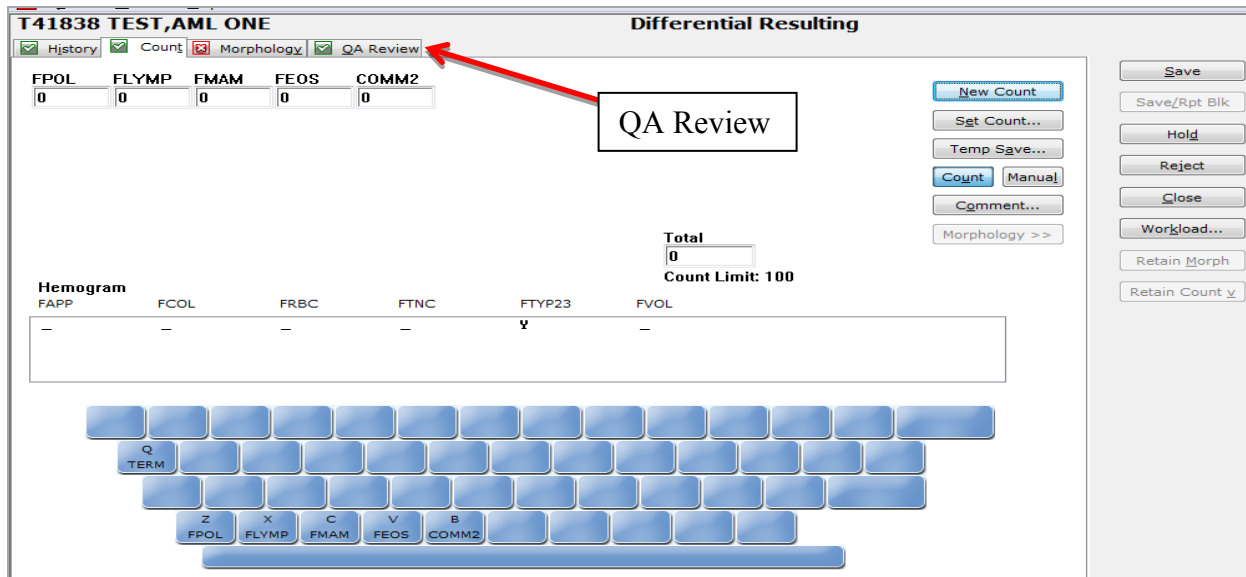 T41838 TEST,AML ONE Differential Resulting
History Count Morphology QA Review
FPOL FLYMP FMAM FEOS COMM2
0 0 0 0 0
QA Review
New Count
Set Count...
Temp Save...
Count Manual
Comment...
Morphology >>
Save
Save/Rpt Blk
Hold
Reject
Close
Workload...
Retain Morph
Retain Count v
Total
0
Count Limit: 100
Hemogram
FAPP FCOL FRBC FTNC FTYP23 FVOL
_ _ _ _ Y _
Q
TERM
Z X C V B
FPOL FLYMP FMAM FEOS COMM2